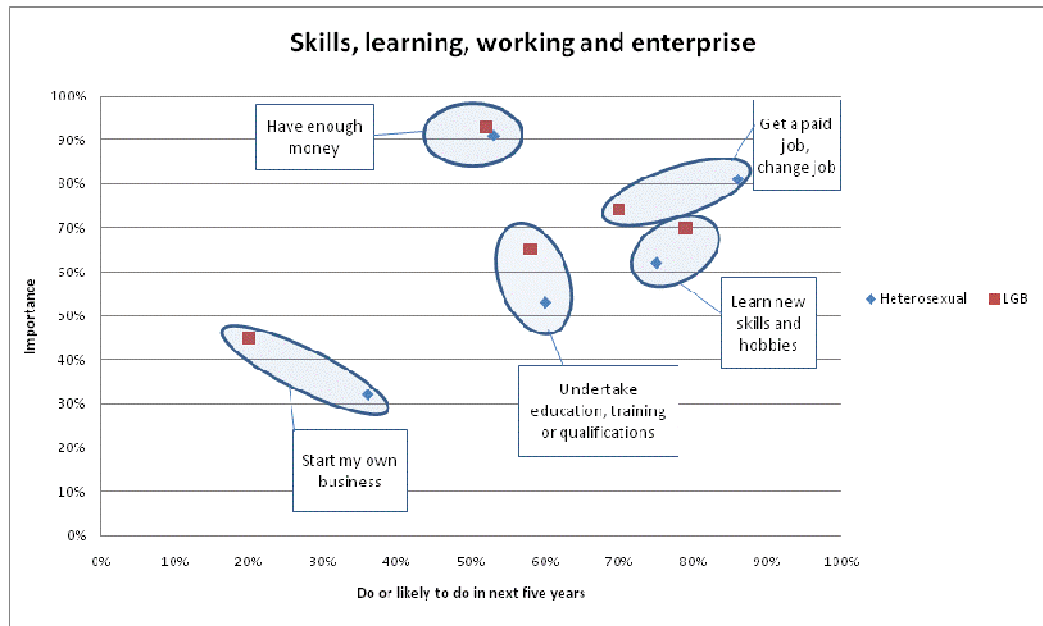 Skills, learning, working and enterprise
100%
90%
80%
70%
60%
50%
40%
30%
20%
10%
0%
Importance
Have enough
money
Get a paid
job,
change job
Learn new
skills and
hobbies
Undertake
education, training
or qualifications
Start my own
business
Heterosexual LGB
0% 10% 20% 30% 40% 50% 60% 70% 80% 90% 100%
Do or likely to do in next five years